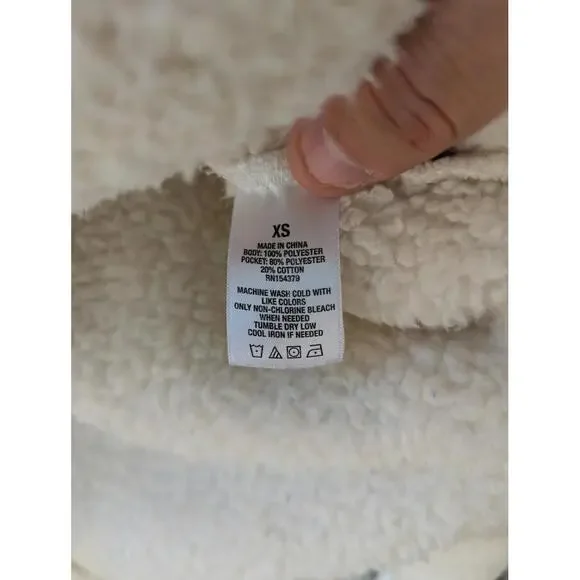 XS
MADE IN CHINA
BODY: 100% POLYESTER
POCKET: 80% POLYESTER
20% COTTON
RN154379
MACHINE WASH COLD WITH
LIKE COLORS
ONLY NON-CHLORINE BLEACH
WHEN NEEDED
TUMBLE DRY LOW
COOL IRON IF NEEDED